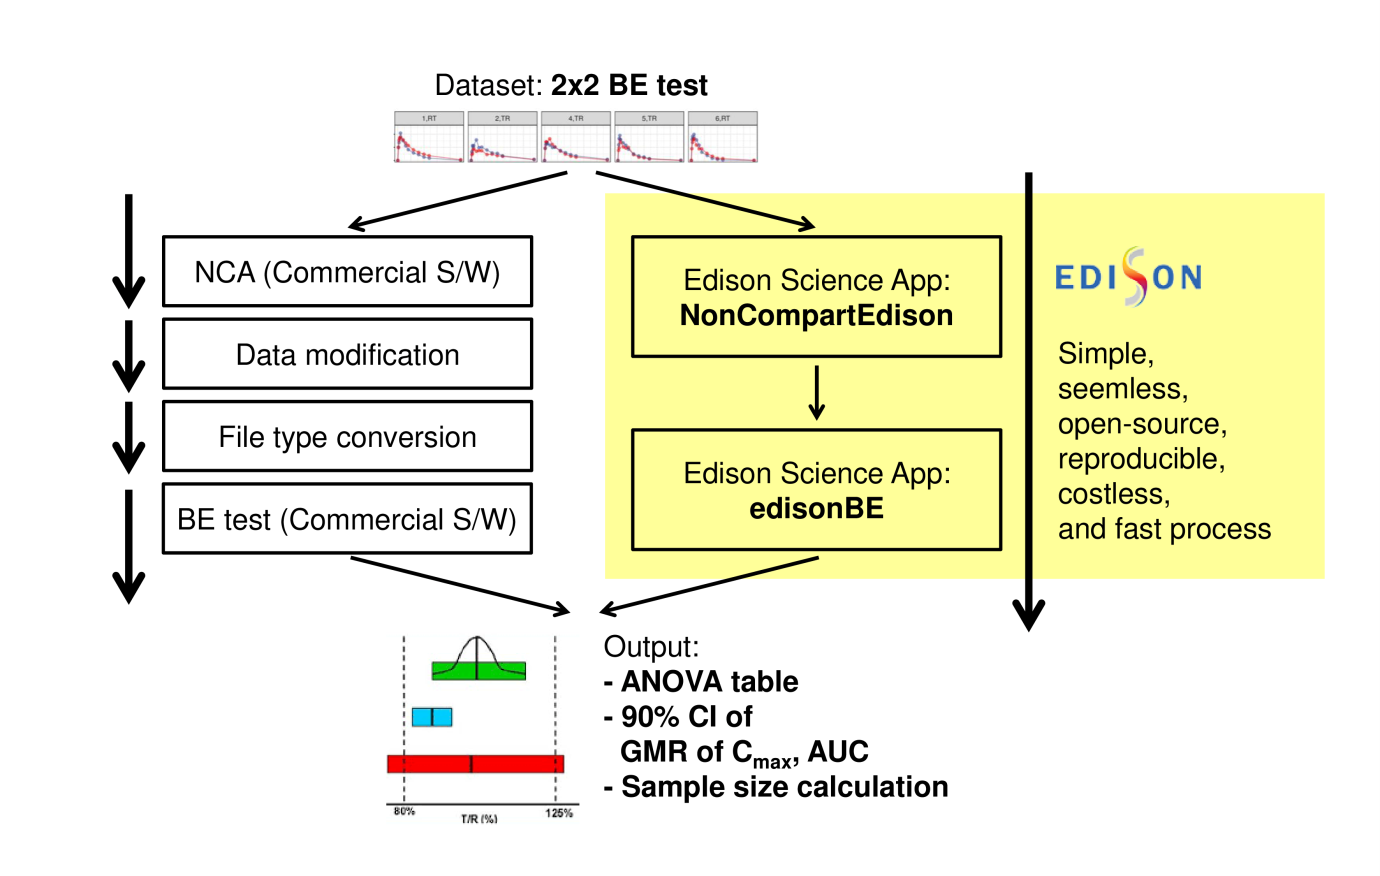 Dataset: 2x2 BE test
1,RT
2,TR
4,TR
5,TR
6,RT
NCA (Commercial S/W)
Data modification
File type conversion
BE test (Commercial S/W)
Edison Science App:
NonCompartEdison
Edison Science App:
edisonBE
EDISON
Simple,
seemless,
open-source,
reproducible,
costless,
and fast process
Output:
- ANOVA table
- 90% CI of
GMR of Cmax, AUC
- Sample size calculation
80%
125%
T/R (%)